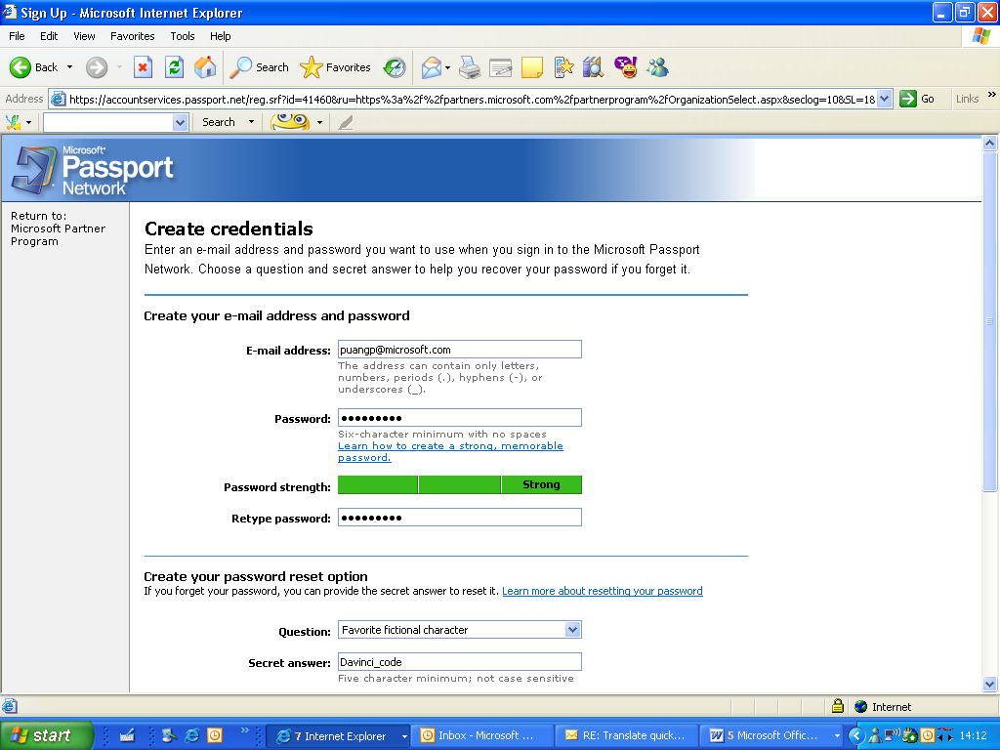 Sign Up - Microsoft Internet Explorer
File Edit View Favorites Tools Help
Back Search Favorites
Address https://accountservices.passport.net/reg.srf?id=41460&ru=https%3a%2f%2fpartners.microsoft.com%2fpartnerprogram%2fOrganizationSelect.aspx&seclog=10&SL=18 Go Links »
Search
Microsoft®
Passport
Network
Return to:
Microsoft Partner
Program
Create credentials
Enter an e-mail address and password you want to use when you sign in to the Microsoft Passport
Network. Choose a question and secret answer to help you recover your password if you forget it.
Create your e-mail address and password
E-mail address: puangp@microsoft.com
The address can contain only letters,
numbers, periods (.), hyphens (-), or
underscores (_).
Password: •••••••••
Six-character minimum with no spaces
Learn how to create a strong, memorable
password.
Password strength: Strong
Retype password: •••••••••
Create your password reset option
If you forget your password, you can provide the secret answer to reset it. Learn more about resetting your password
Question: Favorite fictional character
Secret answer: Davinci_code
Five character minimum; not case sensitive
Internet
start » 7 Internet Explorer Inbox - Microsoft ... RE: Translate quick... 5 Microsoft Offic... 14:12